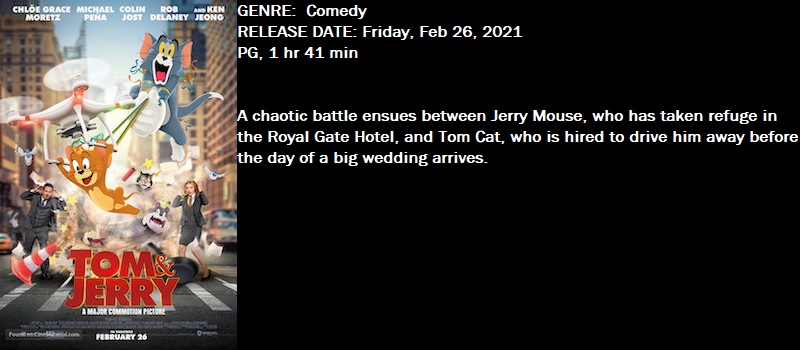 CHLOË GRACE MORETZ MICHAEL PEÑA COLIN JOST ROB DELANEY AND KEN JEONG
GENRE:  Comedy
RELEASE DATE: Friday, Feb 26, 2021
PG, 1 hr 41 min
A chaotic battle ensues between Jerry Mouse, who has taken refuge in
the Royal Gate Hotel, and Tom Cat, who is hired to drive him away before
the day of a big wedding arrives.
TOM &
JERRY
A MAJOR COMMOTION PICTURE
IN THEATERS
FEBRUARY 26